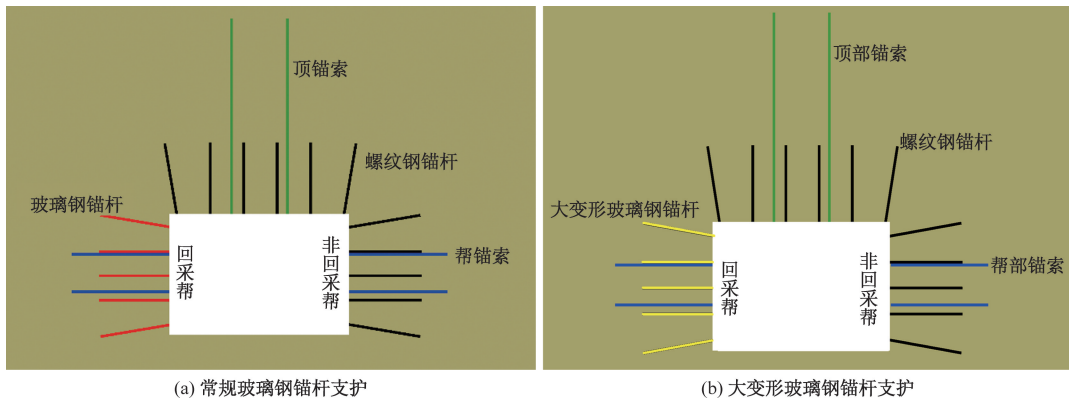 顶锚索
螺纹钢锚杆
玻璃钢锚杆
回采帮
非回采帮
帮锚索
(a) 常规玻璃钢锚杆支护
顶部锚索
螺纹钢锚杆
大变形玻璃钢锚杆
回采帮
非回采帮
帮部锚索
(b) 大变形玻璃钢锚杆支护